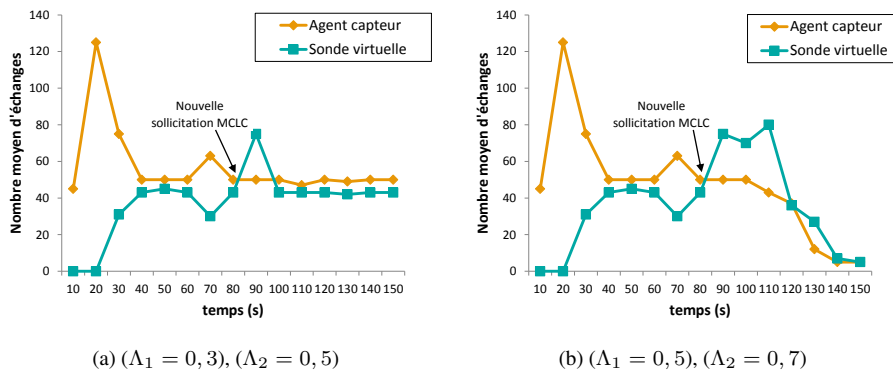 140
120
100
80
60
40
20
0
Nombre moyen d'échanges
Agent capteur
Sonde virtuelle
Nouvelle
sollicitation MCLC
10 20 30 40 50 60 70 80 90 100 110 120 130 140 150
temps (s)
(a) (Λ1 = 0, 3), (Λ2 = 0, 5)
140
120
100
80
60
40
20
0
Nombre moyen d'échanges
Agent capteur
Sonde virtuelle
Nouvelle
sollicitation MCLC
10 20 30 40 50 60 70 80 90 100 110 120 130 140 150
temps (s)
(b) (Λ1 = 0, 5), (Λ2 = 0, 7)